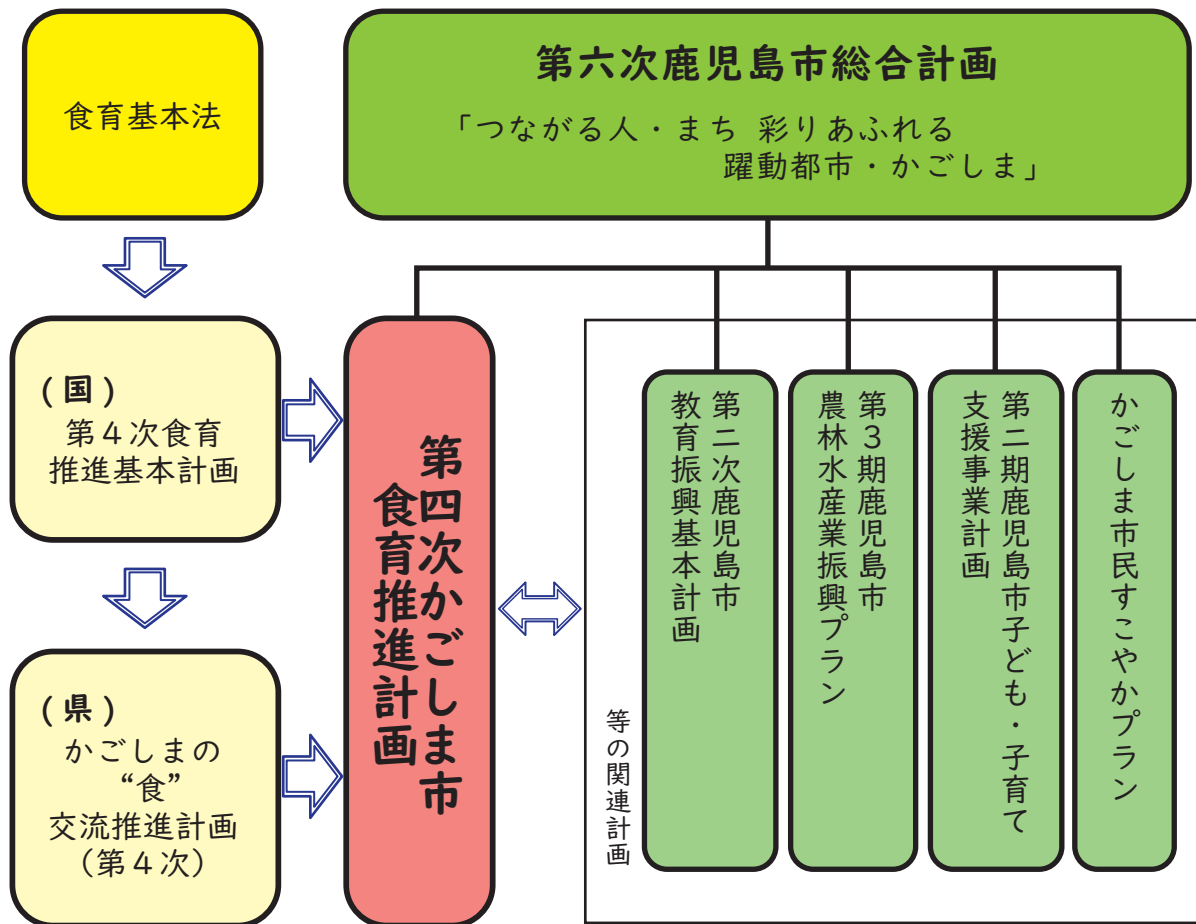 食育基本法
第六次鹿児島市総合計画
「つながる人・まち 彩りあふれる
躍動都市・かごしま」
(国)
第4次食育
推進基本計画
(県)
かごしまの
“食”
交流推進計画
(第4次)
第四次かごしま市
食育推進計画
かごしま市民すこやかプラン
第二期鹿児島市子ども・子育て
支援事業計画
第3期鹿児島市
農林水産業振興プラン
第二次鹿児島市
教育振興基本計画
等の関連計画